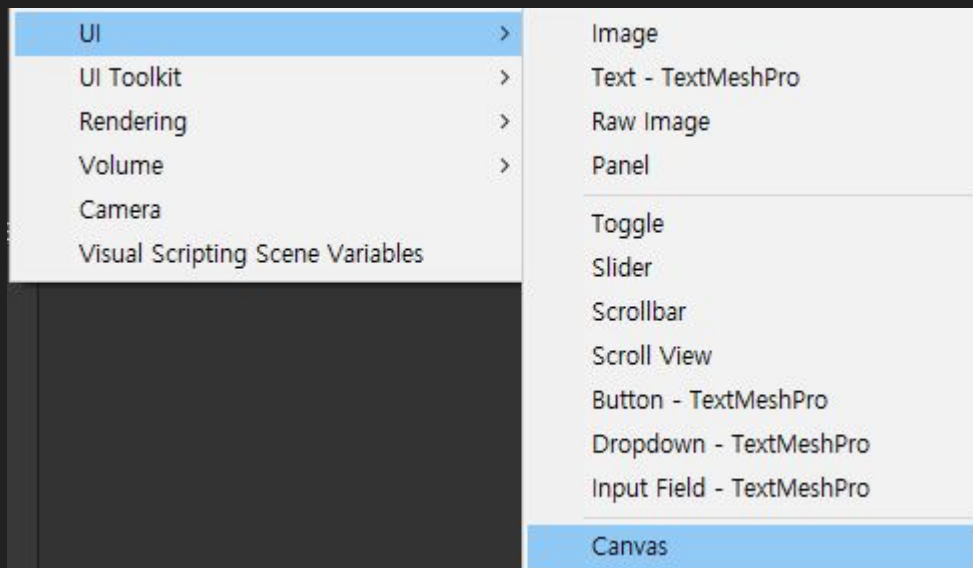 UI
UI Toolkit
Rendering
Volume
Camera
Visual Scripting Scene Variables
Image
Text - TextMeshPro
Raw Image
Panel
Toggle
Slider
Scrollbar
Scroll View
Button - TextMeshPro
Dropdown - TextMeshPro
Input Field - TextMeshPro
Canvas